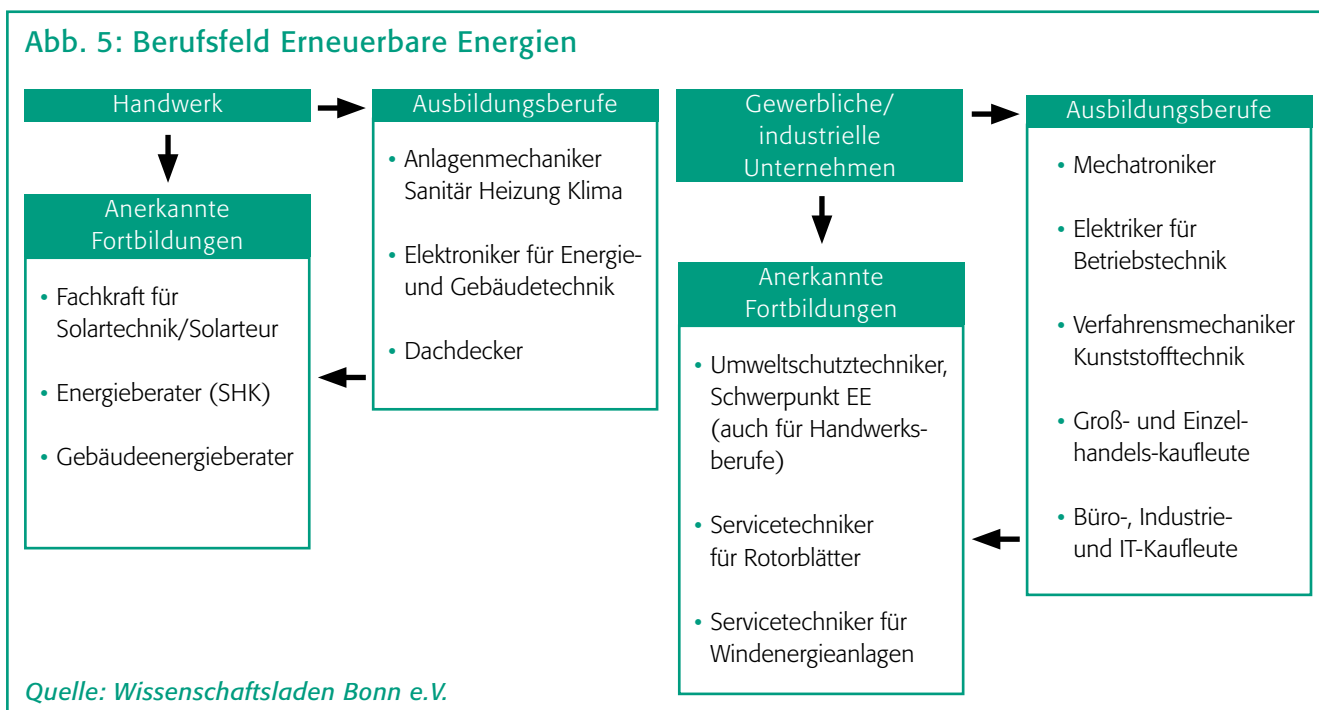 Abb. 5: Berufsfeld Erneuerbare Energien
Handwerk
Anerkannte
Fortbildungen
• Fachkraft für
Solartechnik/Solarteur
• Energieberater (SHK)
• Gebäudeenergieberater
Ausbildungsberufe
• Anlagenmechaniker
Sanitär Heizung Klima
• Elektroniker für Energie-
und Gebäudetechnik
• Dachdecker
Gewerbliche/
industrielle
Unternehmen
Anerkannte
Fortbildungen
• Umweltschutztechniker,
Schwerpunkt EE
(auch für Handwerks-
berufe)
• Servicetechniker
für Rotorblätter
• Servicetechniker für
Windenergieanlagen
Ausbildungsberufe
• Mechatroniker
• Elektriker für
Betriebstechnik
• Verfahrensmechaniker
Kunststofftechnik
• Groß- und Einzel-
handels-kaufleute
• Büro-, Industrie-
und IT-Kaufleute
Quelle: Wissenschaftsladen Bonn e.V.